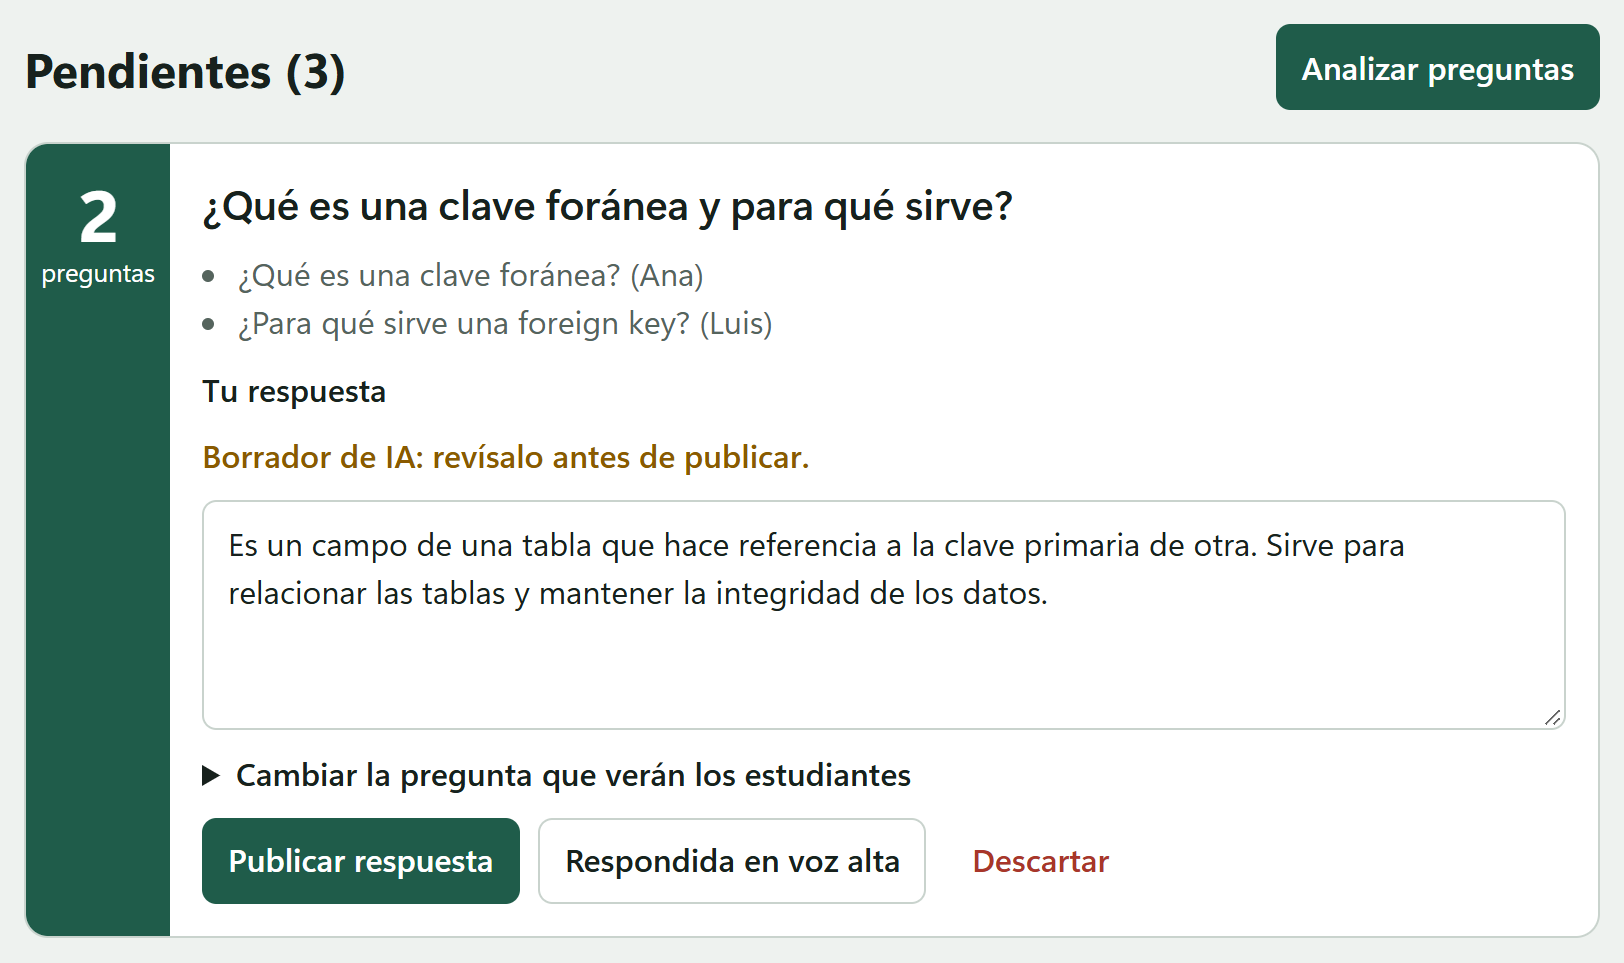 Pendientes (3)
Analizar preguntas
2
preguntas
¿Qué es una clave foránea y para qué sirve?
¿Qué es una clave foránea? (Ana)
¿Para qué sirve una foreign key? (Luis)
Tu respuesta
Borrador de IA: revísalo antes de publicar.
Es un campo de una tabla que hace referencia a la clave primaria de otra. Sirve para
relacionar las tablas y mantener la integridad de los datos.
Cambiar la pregunta que verán los estudiantes
Publicar respuesta
Respondida en voz alta
Descartar